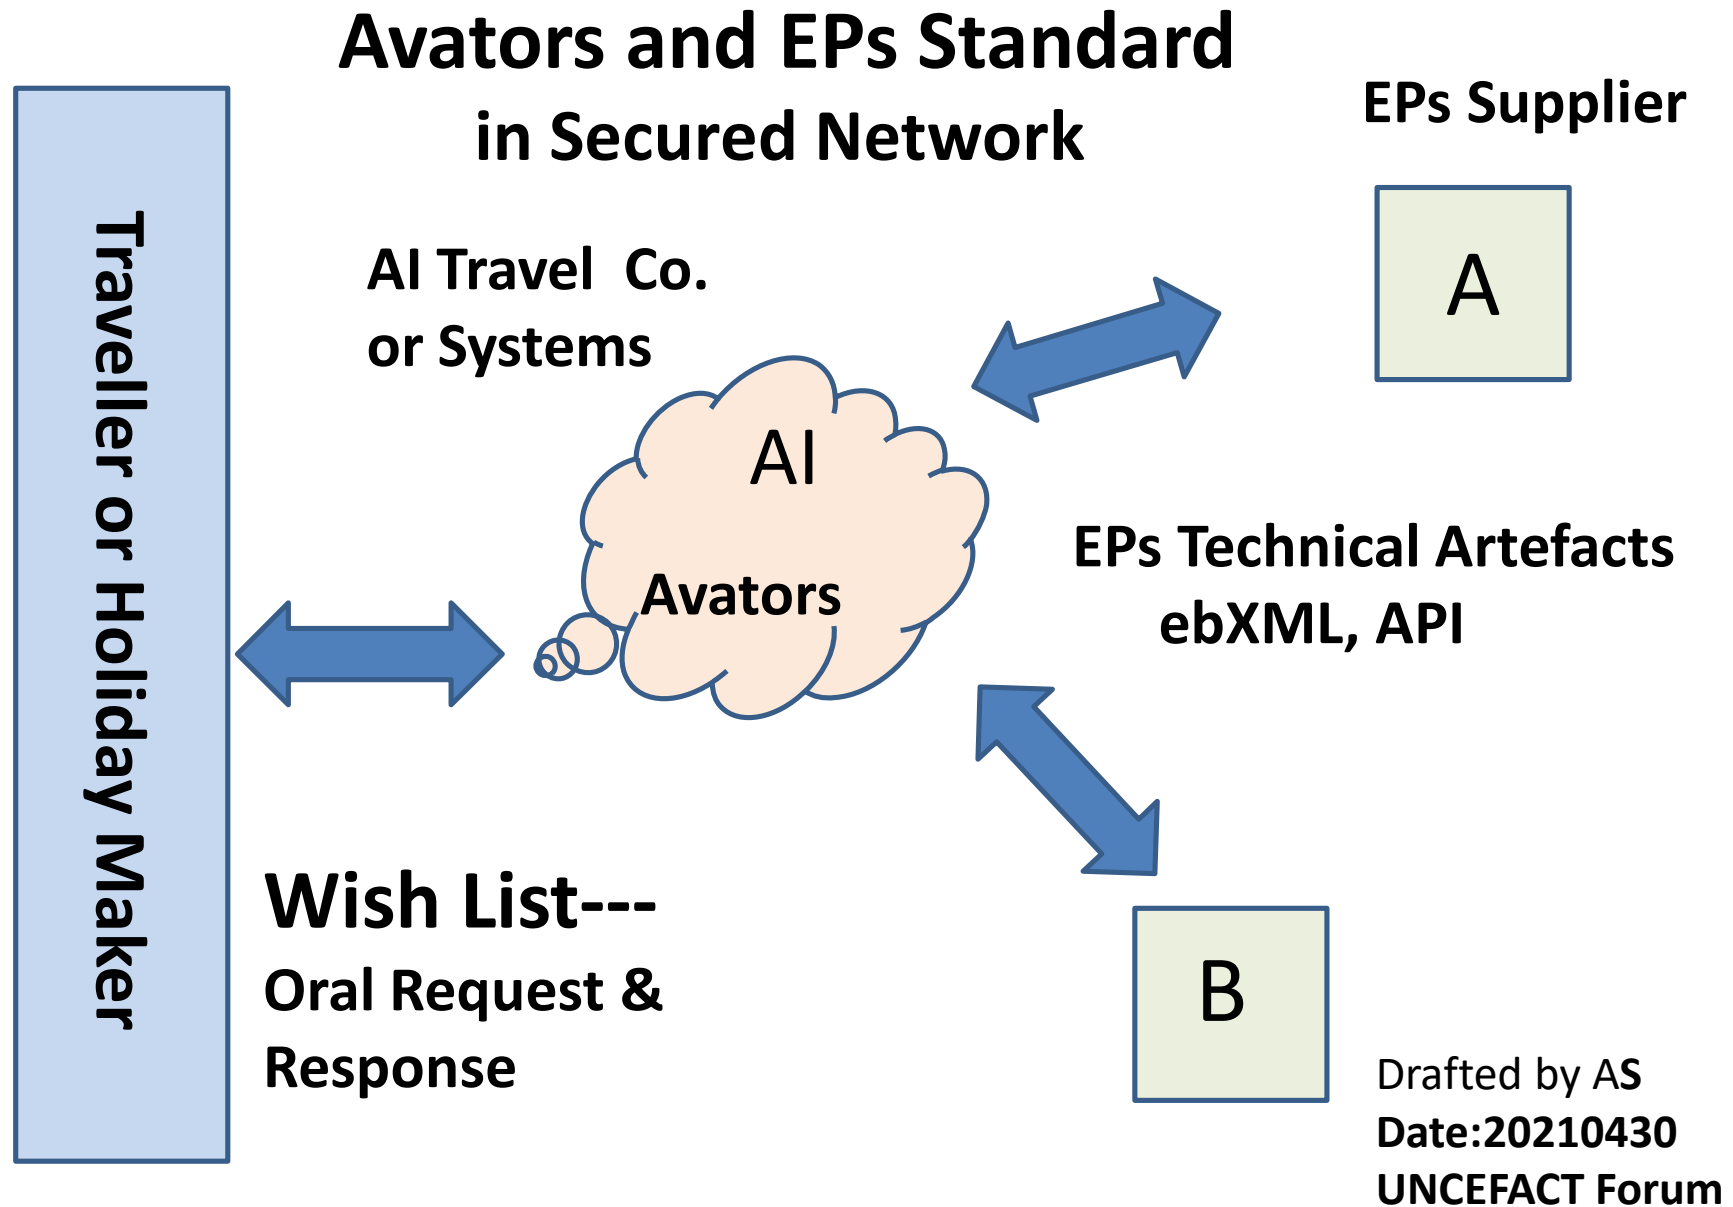 Avators and EPs Standard
in Secured Network
EPs Supplier
Traveller or Holiday Maker
AI Travel  Co.
or Systems
A
AI
Avators
EPs Technical Artefacts
ebXML, API
Wish List---
Oral Request &
Response
B
Drafted by AS
Date:20210430
UNCEFACT Forum